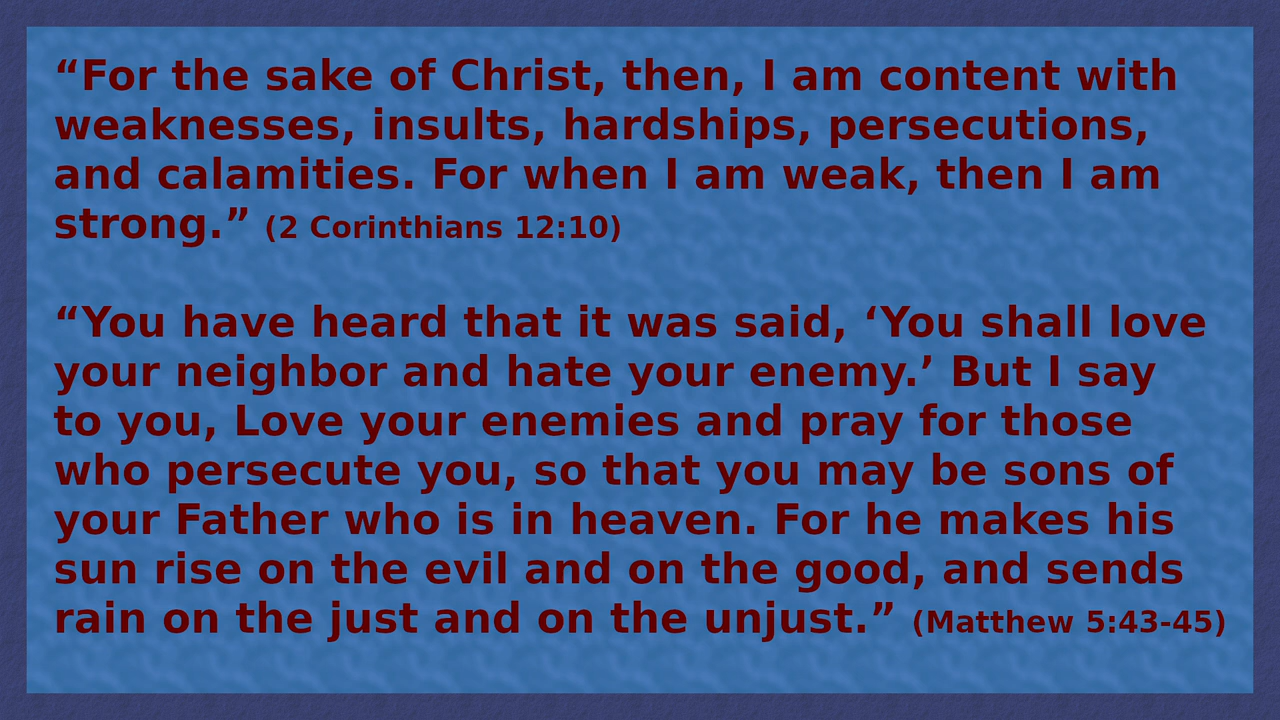 “For the sake of Christ, then, I am content with
weaknesses, insults, hardships, persecutions,
and calamities. For when I am weak, then I am
strong.” (2 Corinthians 12:10)
“You have heard that it was said, ‘You shall love
your neighbor and hate your enemy.’ But I say
to you, Love your enemies and pray for those
who persecute you, so that you may be sons of
your Father who is in heaven. For he makes his
sun rise on the evil and on the good, and sends
rain on the just and on the unjust.” (Matthew 5:43-45)